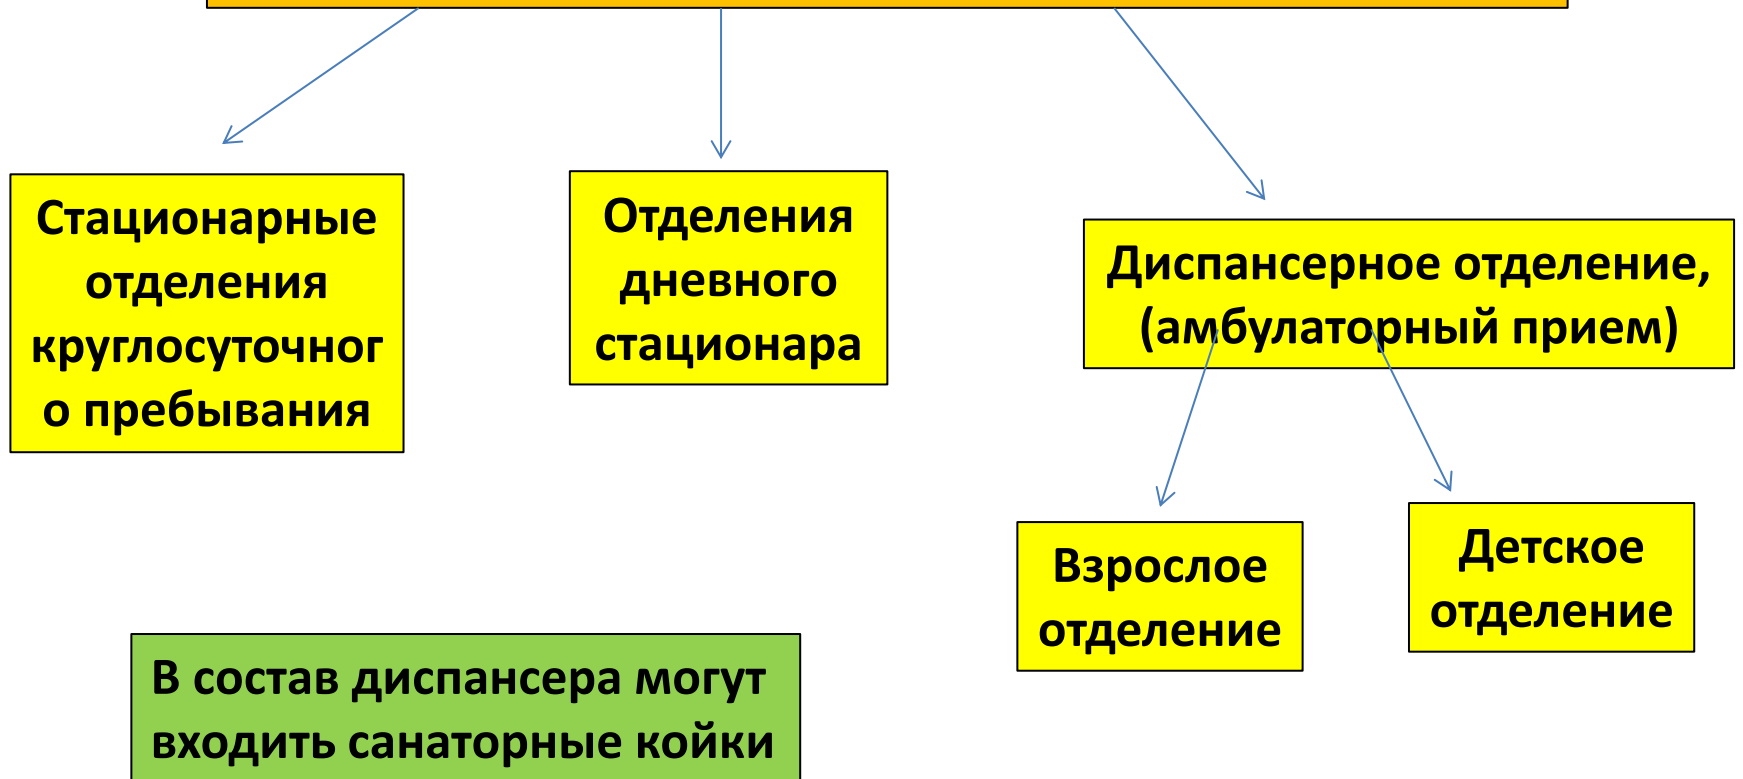 Стационарные
отделения
круглосуточног
о пребывания
Отделения
дневного
стационара
Диспансерное отделение,
(амбулаторный прием)
Взрослое
отделение
Детское
отделение
В состав диспансера могут
входить санаторные койки